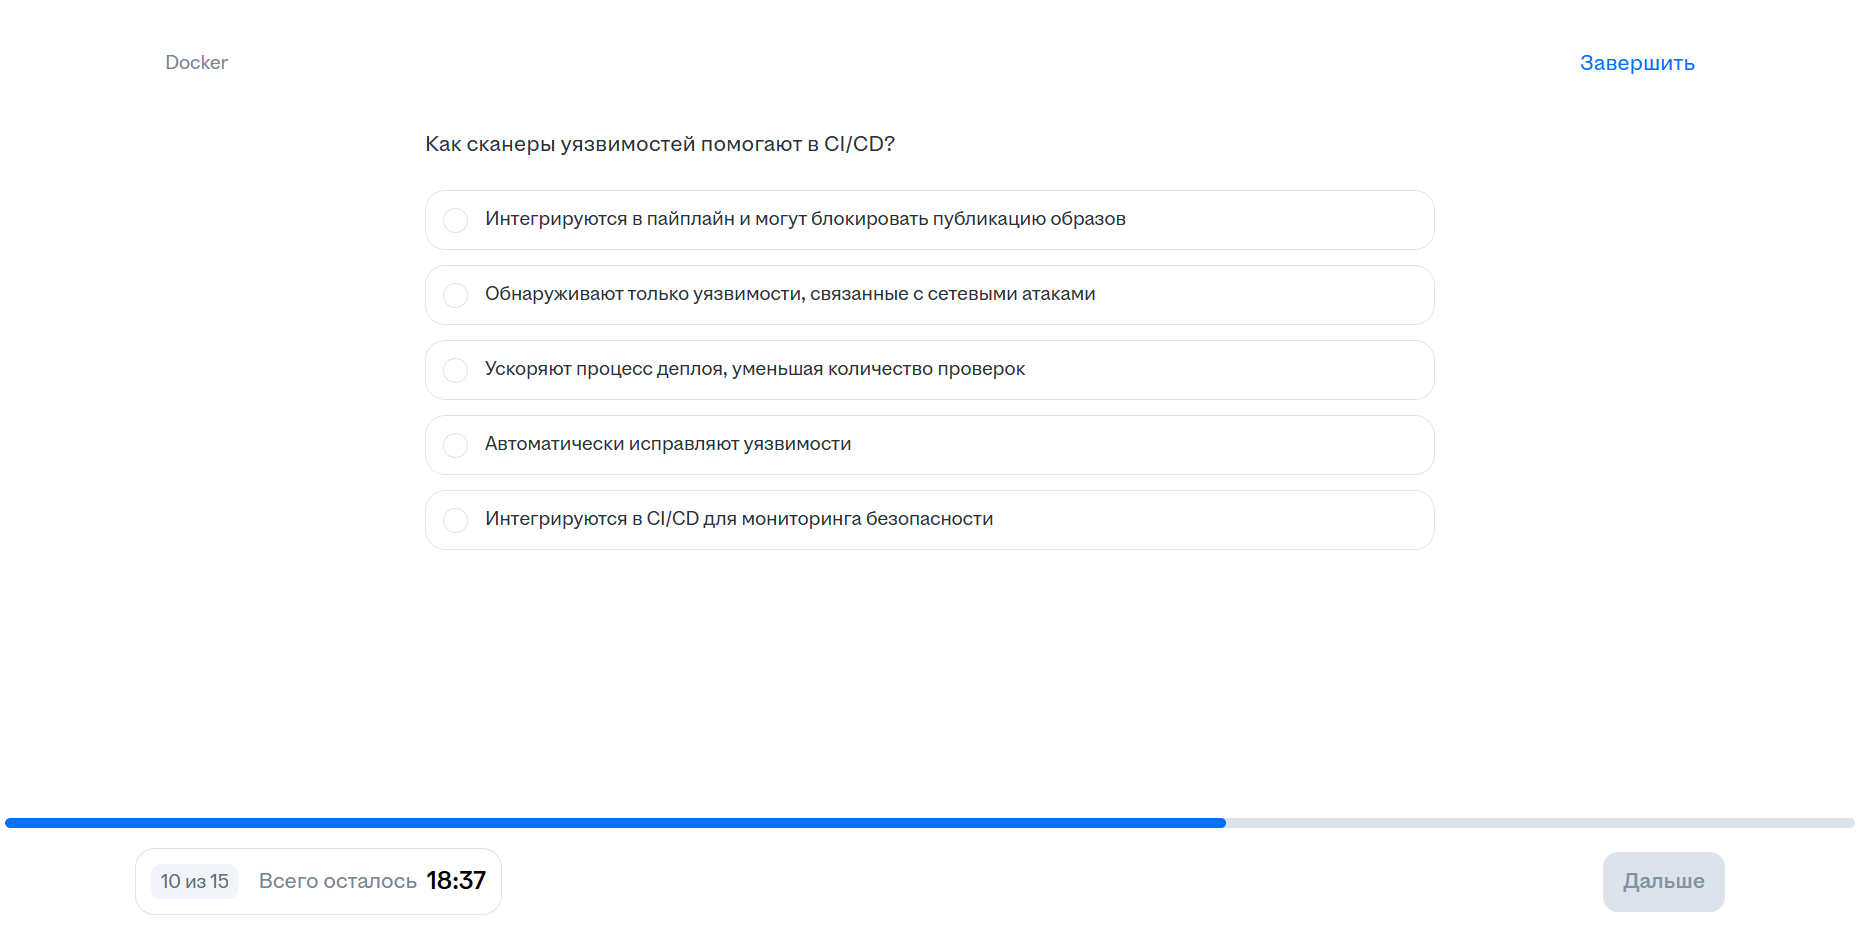 Docker
Завершить
Как сканеры уязвимостей помогают в CI/CD?
Интегрируются в пайплайн и могут блокировать публикацию образов
Обнаруживают только уязвимости, связанные с сетевыми атаками
Ускоряют процесс деплоя, уменьшая количество проверок
Автоматически исправляют уязвимости
Интегрируются в CI/CD для мониторинга безопасности
10 из 15 Всего осталось 18:37
Дальше